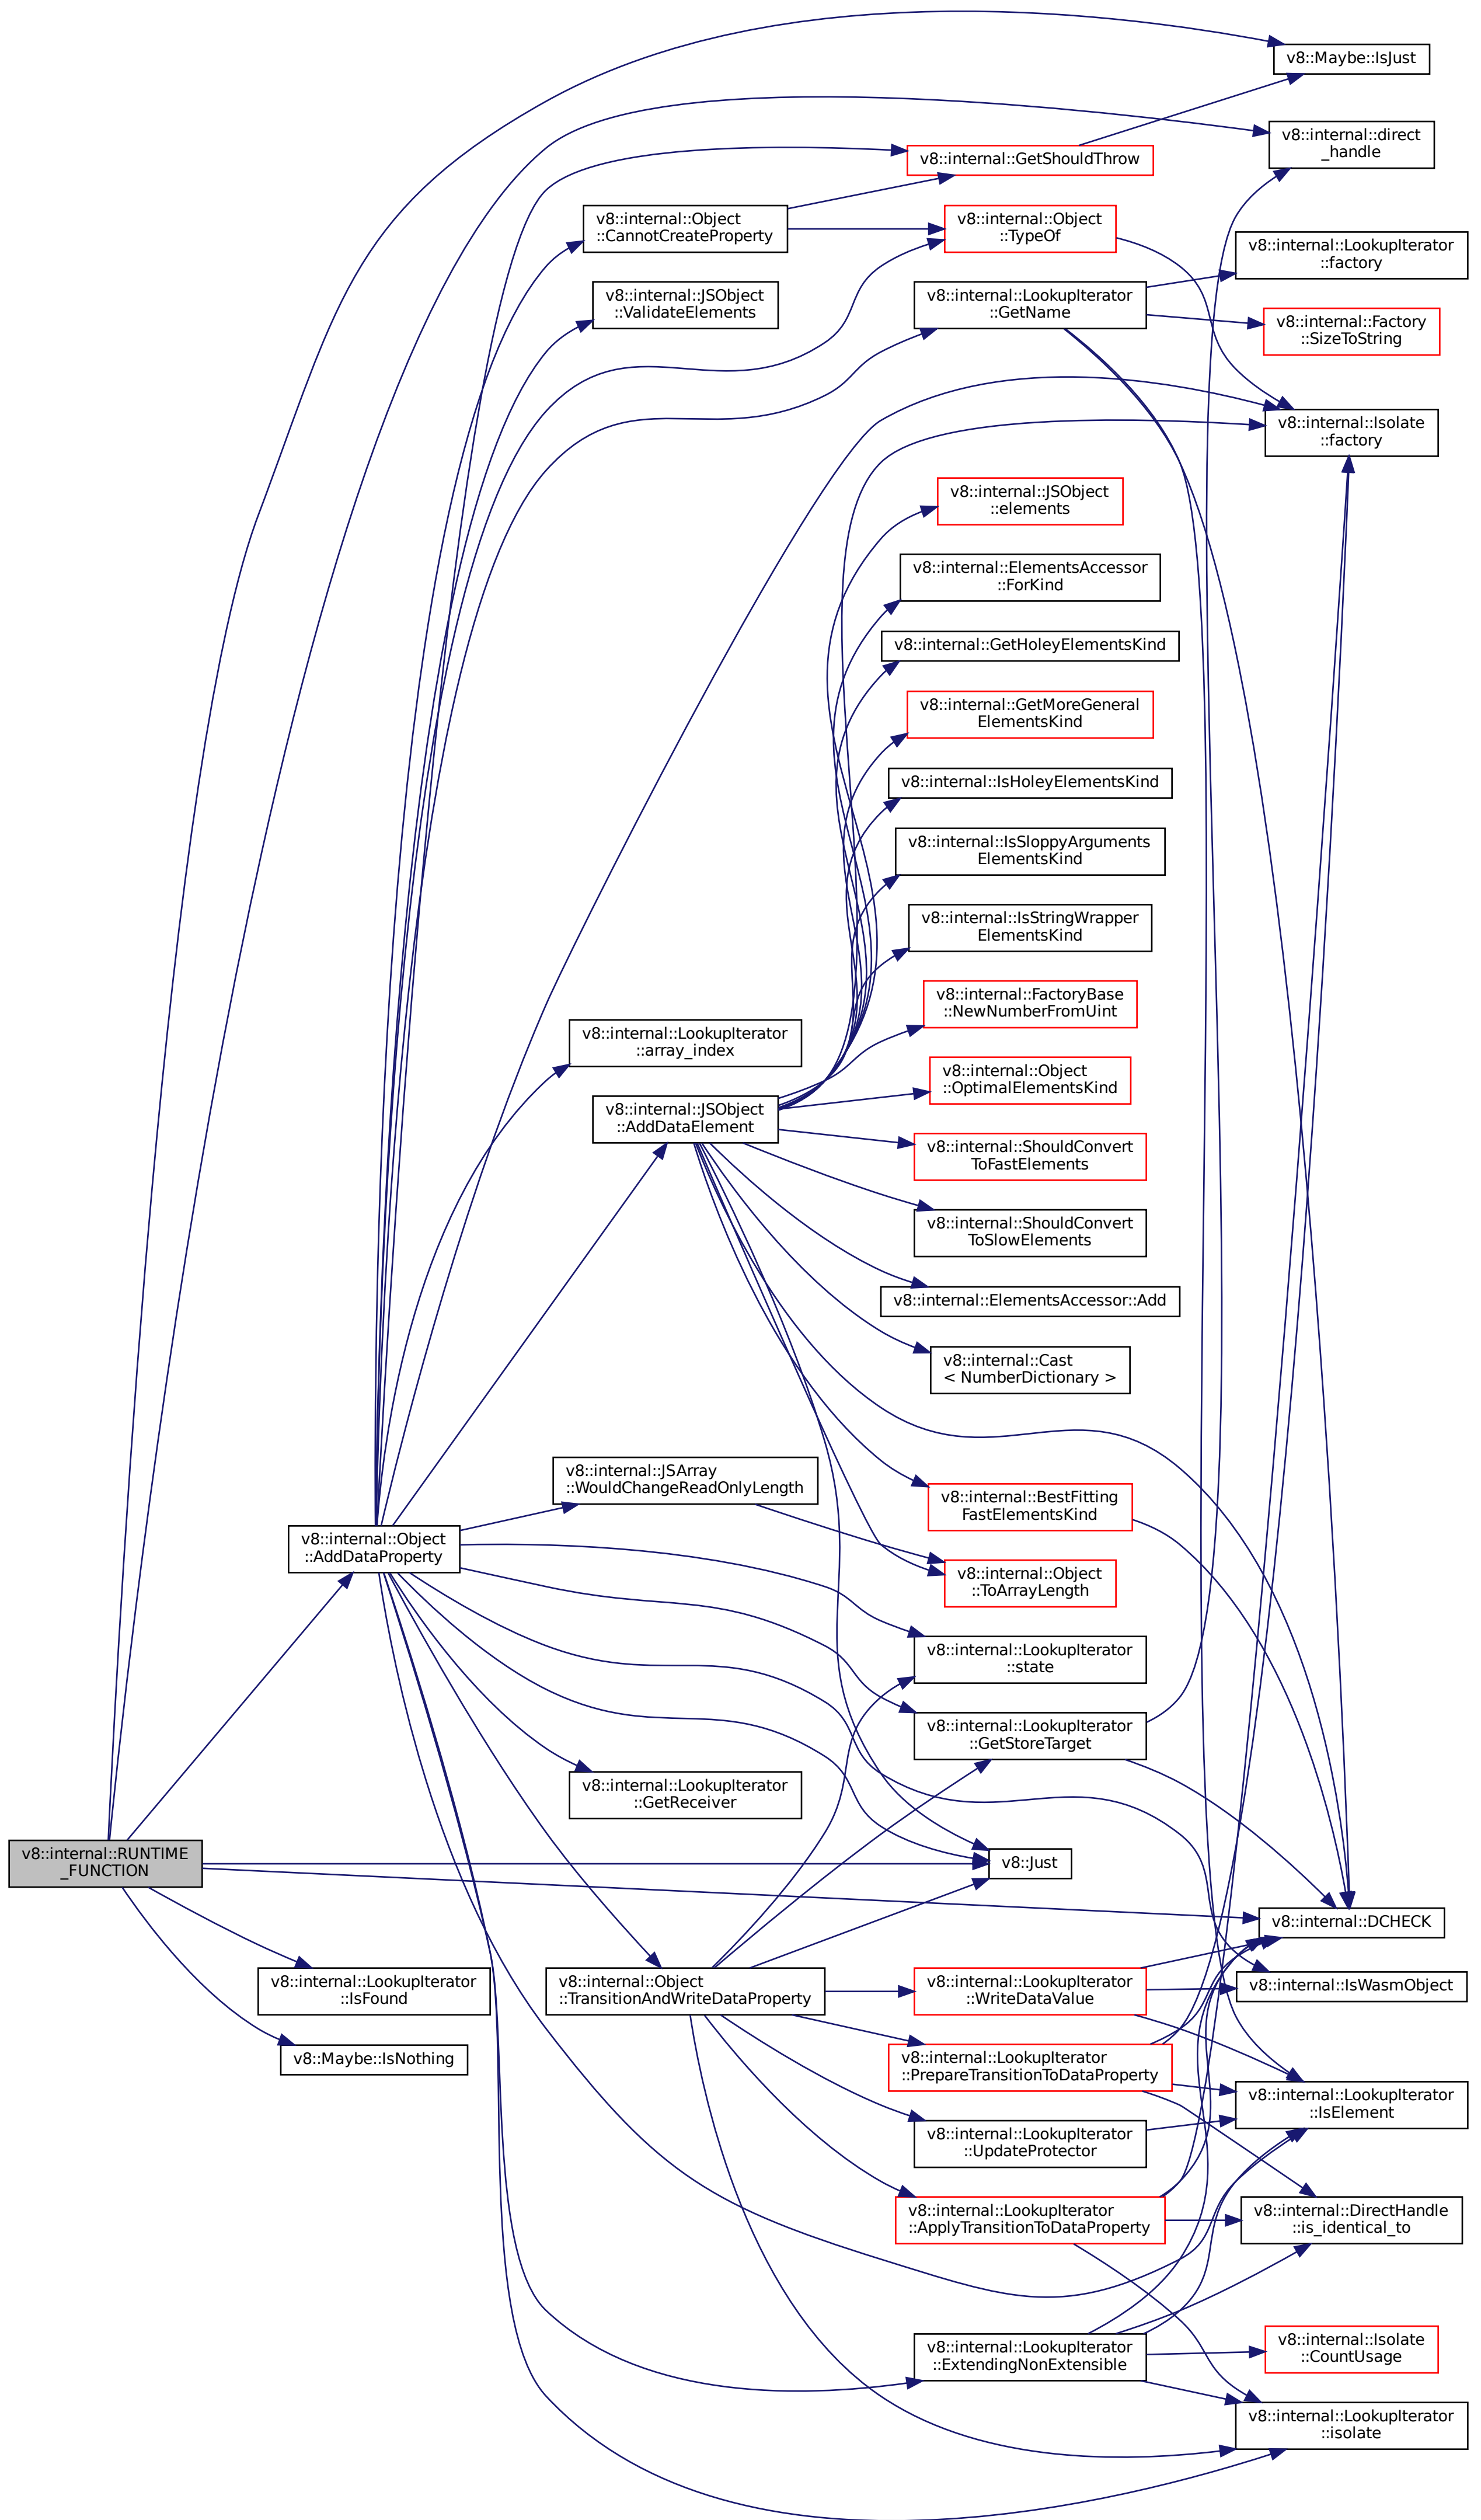 v8::Maybe::IsJust
v8::internal::direct
_handle
v8::internal::GetShouldThrow
v8::internal::Object
::CannotCreateProperty
v8::internal::Object
::TypeOf
v8::internal::LookupIterator
::factory
v8::internal::JSObject
::ValidateElements
v8::internal::LookupIterator
::GetName
v8::internal::Factory
::SizeToString
v8::internal::Isolate
::factory
v8::internal::JSObject
::elements
v8::internal::ElementsAccessor
::ForKind
v8::internal::GetHoleyElementsKind
v8::internal::GetMoreGeneral
ElementsKind
v8::internal::IsHoleyElementsKind
v8::internal::IsSloppyArguments
ElementsKind
v8::internal::IsStringWrapper
ElementsKind
v8::internal::FactoryBase
::NewNumberFromUint
v8::internal::LookupIterator
::array_index
v8::internal::Object
::OptimalElementsKind
v8::internal::JSObject
::AddDataElement
v8::internal::ShouldConvert
ToFastElements
v8::internal::ShouldConvert
ToSlowElements
v8::internal::ElementsAccessor::Add
v8::internal::Cast
< NumberDictionary >
v8::internal::JSArray
::WouldChangeReadOnlyLength
v8::internal::BestFitting
FastElementsKind
v8::internal::Object
::AddDataProperty
v8::internal::Object
::ToArrayLength
v8::internal::LookupIterator
::state
v8::internal::LookupIterator
::GetStoreTarget
v8::internal::LookupIterator
::GetReceiver
v8::internal::RUNTIME
_FUNCTION
v8::Just
v8::internal::DCHECK
v8::internal::LookupIterator
::IsFound
v8::internal::Object
::TransitionAndWriteDataProperty
v8::internal::LookupIterator
::WriteDataValue
v8::internal::IsWasmObject
v8::Maybe::IsNothing
v8::internal::LookupIterator
::PrepareTransitionToDataProperty
v8::internal::LookupIterator
::IsElement
v8::internal::LookupIterator
::UpdateProtector
v8::internal::LookupIterator
::ApplyTransitionToDataProperty
v8::internal::DirectHandle
::is_identical_to
v8::internal::LookupIterator
::ExtendingNonExtensible
v8::internal::Isolate
::CountUsage
v8::internal::LookupIterator
::isolate